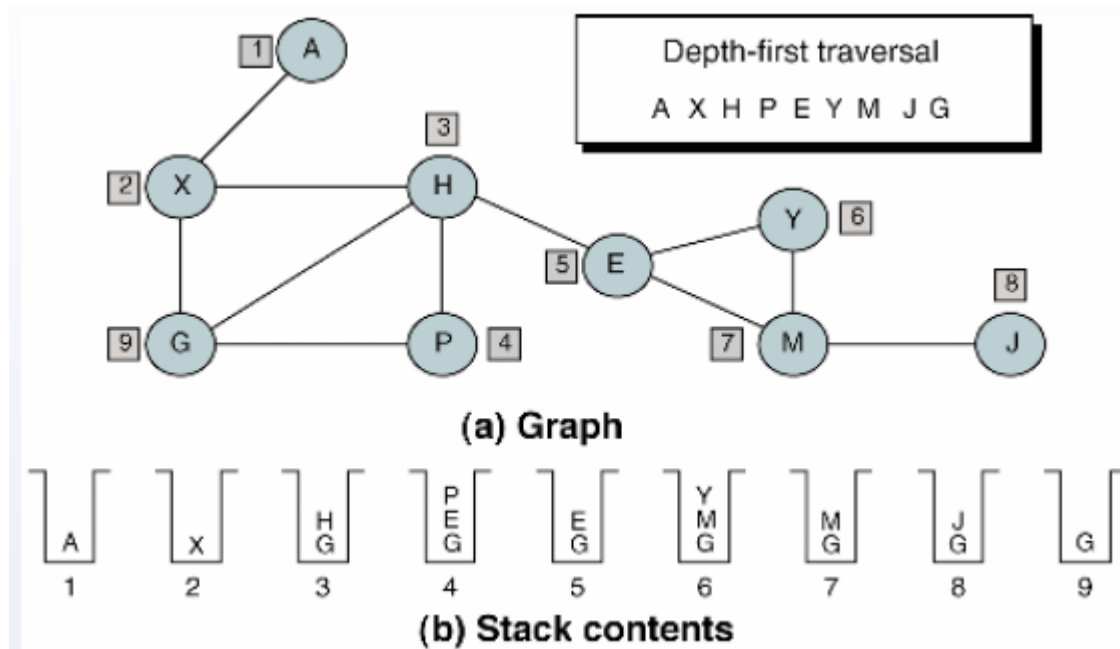 1 A
Depth-first traversal
A X H P E Y M J G
3
2 X H
Y 6
5 E
8
9 G P 4
7 M J
(a) Graph
P Y
H E E M M J
A X G G G G G G G
1 2 3 4 5 6 7 8 9
(b) Stack contents